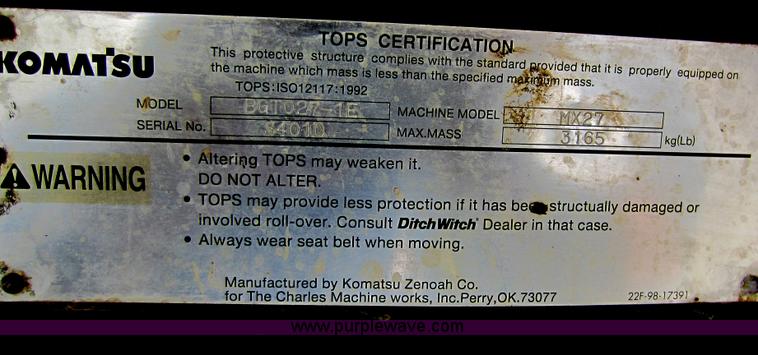 TOPS CERTIFICATION
KOMATSU
This protective structure complies with the standard provided that it is properly equipped on
the machine which mass is less than the specified maximum mass.
TOPS:ISO12117:1992
MODEL BGT027-1E MACHINE MODEL MX27
SERIAL No. 34010 MAX.MASS 3165 kg(Lb)
WARNING
• Altering TOPS may weaken it.
DO NOT ALTER.
• TOPS may provide less protection if it has been structually damaged or
involved roll-over. Consult DitchWitch® Dealer in that case.
• Always wear seat belt when moving.
Manufactured by Komatsu Zenoah Co.
for The Charles Machine works, Inc.Perry,OK.73077
22F-98-17391
www.purplewave.com